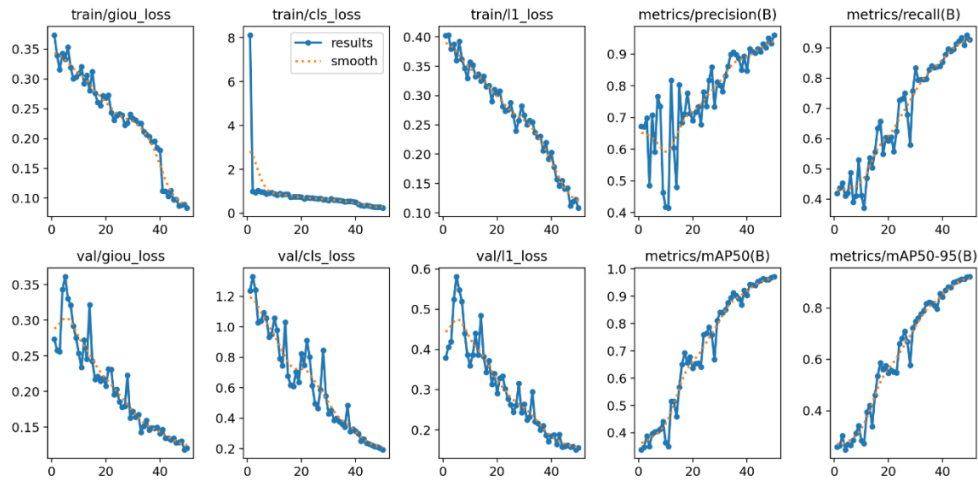 train/giou_loss
train/cls_loss
train/l1_loss
metrics/precision(B)
metrics/recall(B)
0.35
0.30
0.25
0.20
0.15
0.10
0 20 40
8
6
4
2
0
results
smooth
0 20 40
0.40
0.35
0.30
0.25
0.20
0.15
0.10
0 20 40
0.9
0.8
0.7
0.6
0.5
0.4
0 20 40
0.9
0.8
0.7
0.6
0.5
0.4
0 20 40
val/giou_loss
val/cls_loss
val/l1_loss
metrics/mAP50(B)
metrics/mAP50-95(B)
0.35
0.30
0.25
0.20
0.15
0 20 40
1.2
1.0
0.8
0.6
0.4
0.2
0 20 40
0.6
0.5
0.4
0.3
0.2
0 20 40
1.0
0.9
0.8
0.7
0.6
0.5
0.4
0 20 40
0.8
0.6
0.4
0 20 40